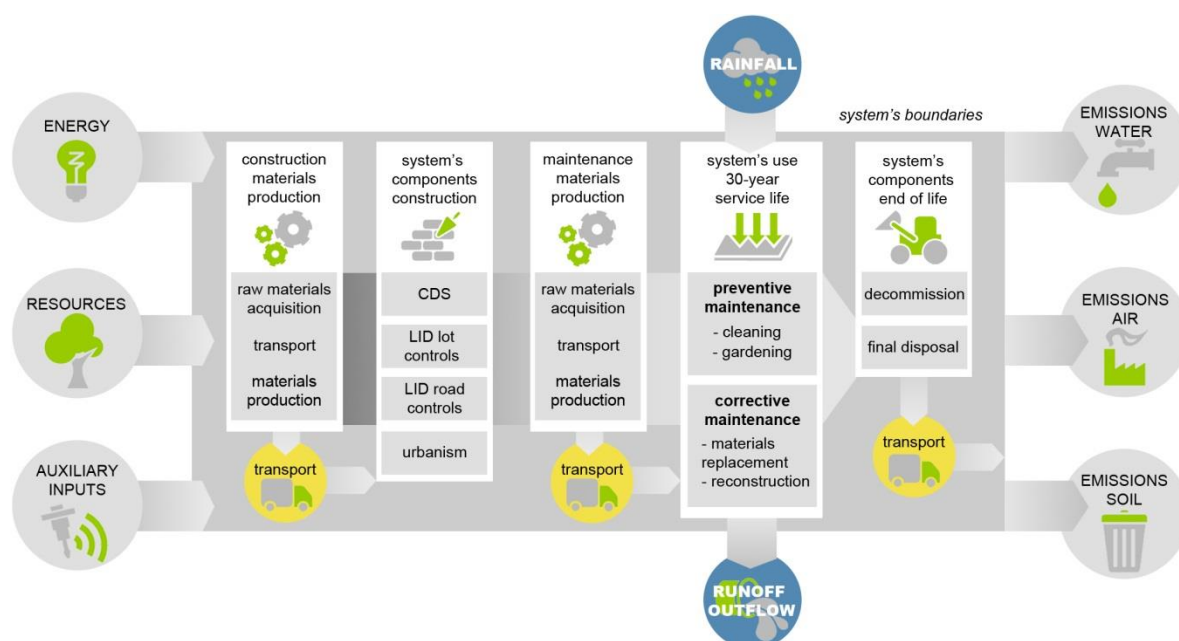 RAINFALL
system's boundaries
ENERGY
RESOURCES
AUXILIARY
INPUTS
construction
materials
production
raw materials
acquisition
transport
materials
production
transport
system's
components
construction
CDS
LID lot
controls
LID road
controls
urbanism
maintenance
materials
production
raw materials
acquisition
transport
materials
production
transport
system's use
30-year
service life
preventive
maintenance
- cleaning
- gardening
corrective
maintenance
- materials
replacement
- reconstruction
RUNOFF
OUTFLOW
system's
components
end of life
decommission
final disposal
transport
EMISSIONS
WATER
EMISSIONS
AIR
EMISSIONS
SOIL